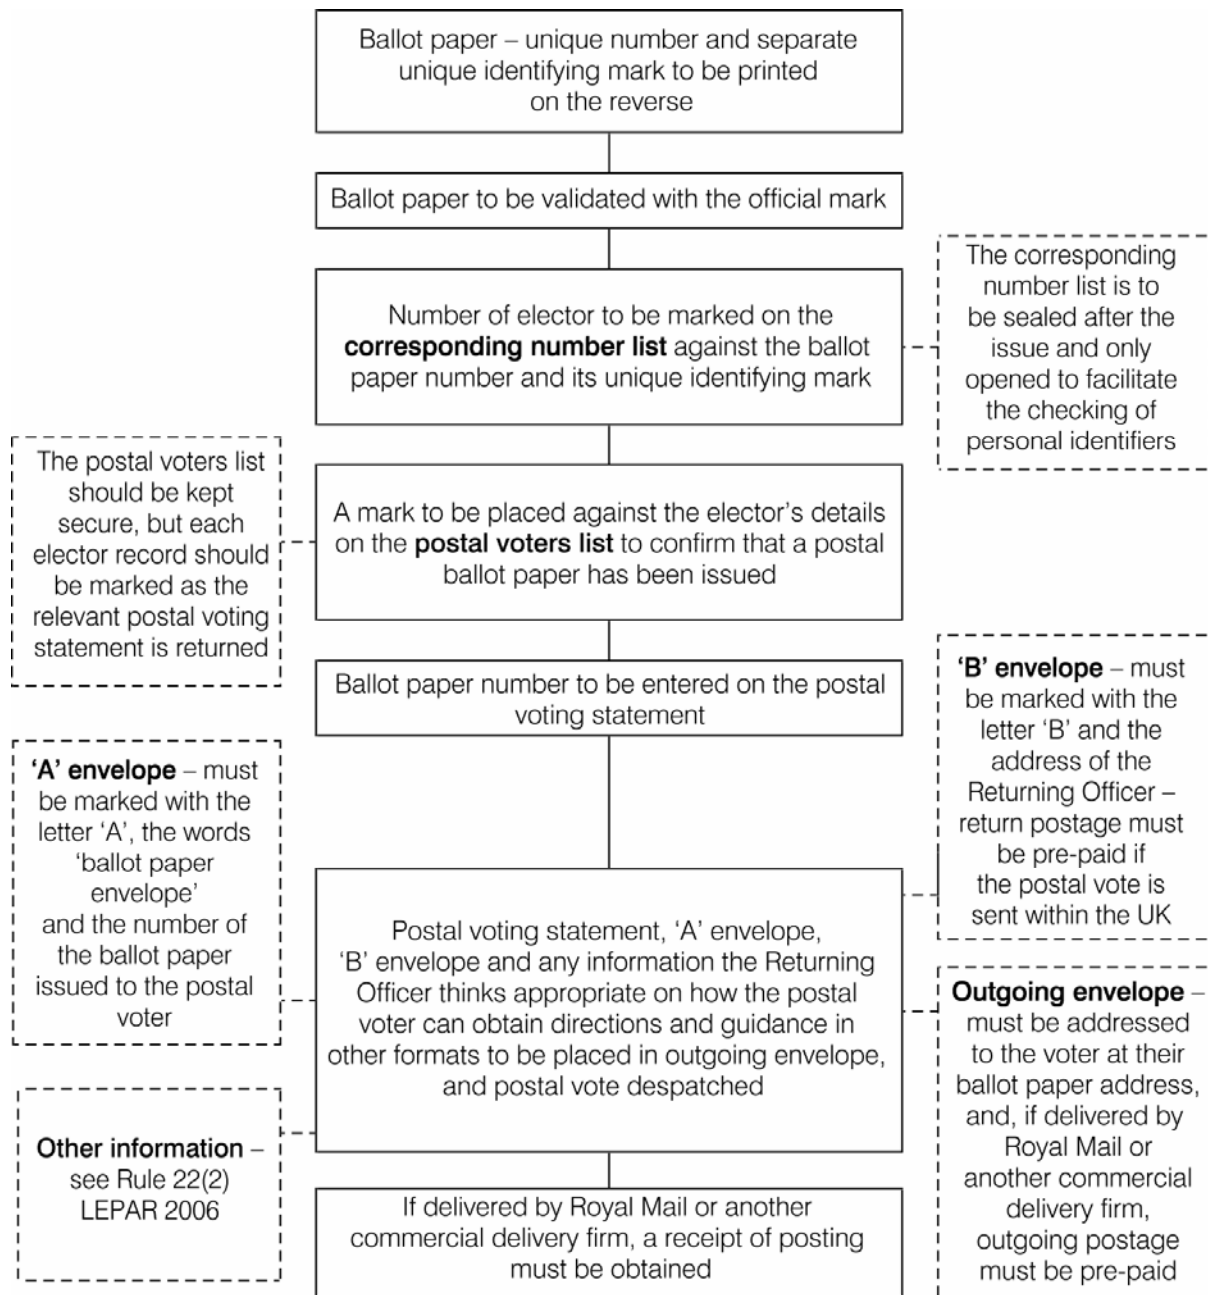 Ballot paper – unique number and separate
unique identifying mark to be printed
on the reverse
Ballot paper to be validated with the official mark
Number of elector to be marked on the
corresponding number list against the ballot
paper number and its unique identifying mark
The corresponding
number list is to
be sealed after the
issue and only
opened to facilitate
the checking of
personal identifiers
The postal voters list
should be kept
secure, but each
elector record should
be marked as the
relevant postal voting
statement is returned
A mark to be placed against the elector’s details
on the postal voters list to confirm that a postal
ballot paper has been issued
Ballot paper number to be entered on the postal
voting statement
‘B’ envelope – must
be marked with the
letter ‘B’ and the
address of the
Returning Officer –
return postage must
be pre-paid if
the postal vote is
sent within the UK
‘A’ envelope – must
be marked with the
letter ‘A’, the words
‘ballot paper
envelope’
and the number of
the ballot paper
issued to the postal
voter
Postal voting statement, ‘A’ envelope,
‘B’ envelope and any information the Returning
Officer thinks appropriate on how the postal
voter can obtain directions and guidance in
other formats to be placed in outgoing envelope,
and postal vote despatched
Outgoing envelope –
must be addressed
to the voter at their
ballot paper address,
and, if delivered by
Royal Mail or
another commercial
delivery firm,
outgoing postage
must be pre-paid
Other information –
see Rule 22(2)
LEPAR 2006
If delivered by Royal Mail or another
commercial delivery firm, a receipt of posting
must be obtained